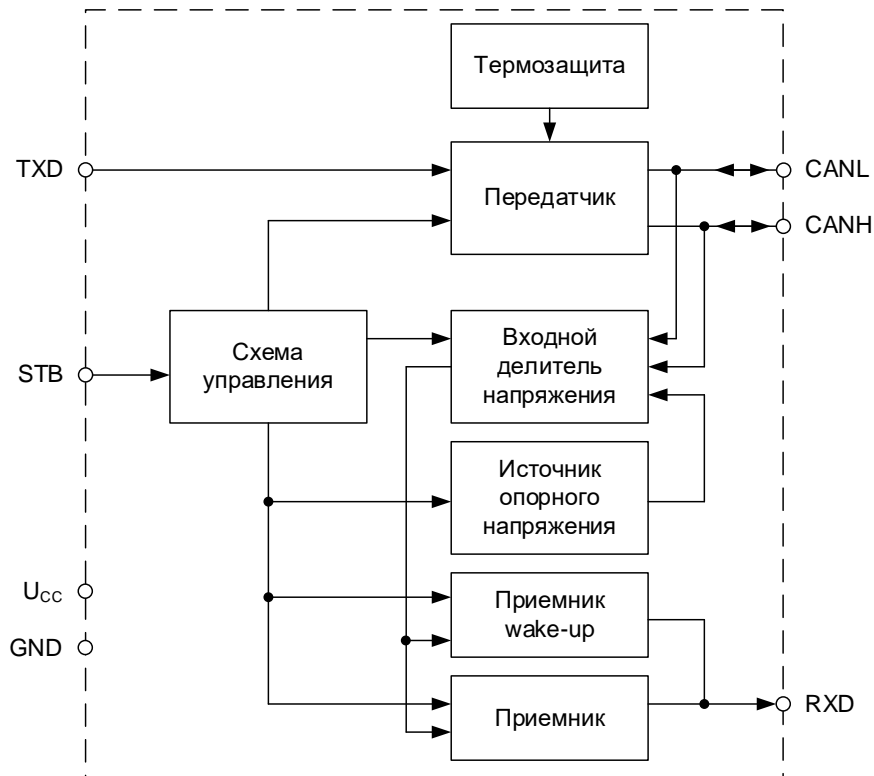 Термозащита
TXD
Передатчик
CANL
CANH
STB
Схема
управления
Входной
делитель
напряжения
Источник
опорного
напряжения
UCC
GND
Приемник
wake-up
Приемник
RXD